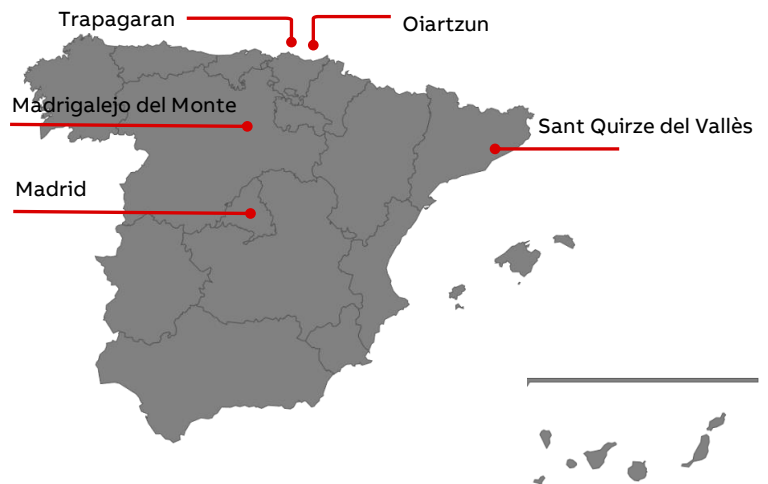 Trapagaran
Oiartzun
Madrigalejo del Monte
Sant Quirze del Vallès
Madrid